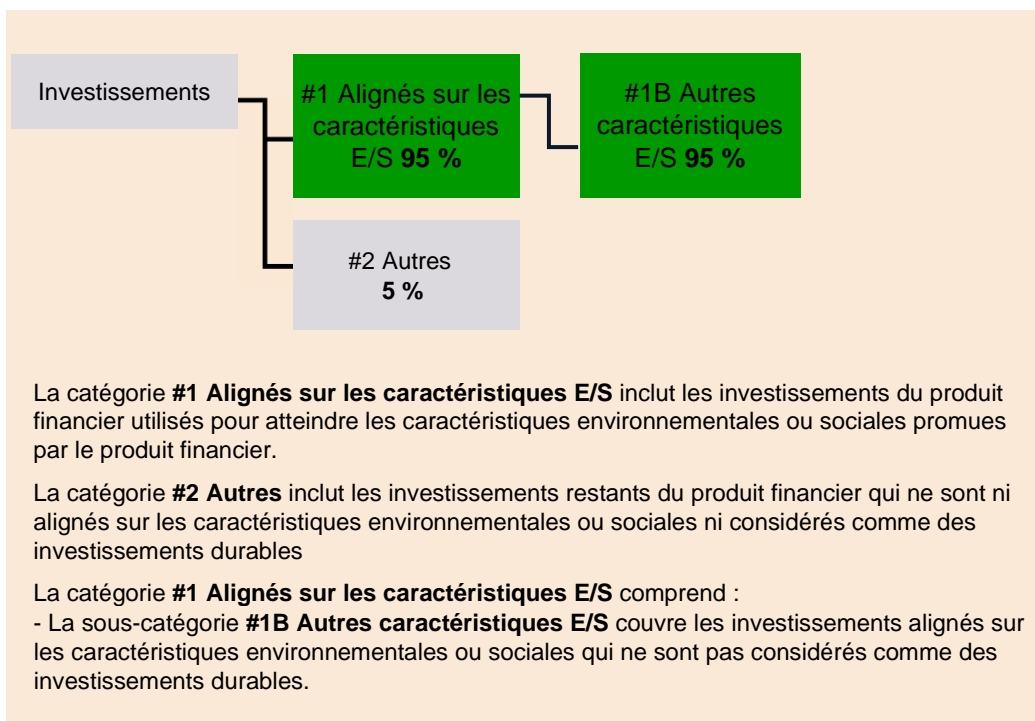 Investissements
#1 Alignés sur les
caractéristiques
E/S 95 %
#1B Autres
caractéristiques
E/S 95 %
#2 Autres
5 %
La catégorie #1 Alignés sur les caractéristiques E/S inclut les investissements du produit
financier utilisés pour atteindre les caractéristiques environnementales ou sociales promues
par le produit financier.
La catégorie #2 Autres inclut les investissements restants du produit financier qui ne sont ni
alignés sur les caractéristiques environnementales ou sociales ni considérés comme des
investissements durables
La catégorie #1 Alignés sur les caractéristiques E/S comprend :
- La sous-catégorie #1B Autres caractéristiques E/S couvre les investissements alignés sur
les caractéristiques environnementales ou sociales qui ne sont pas considérés comme des
investissements durables.